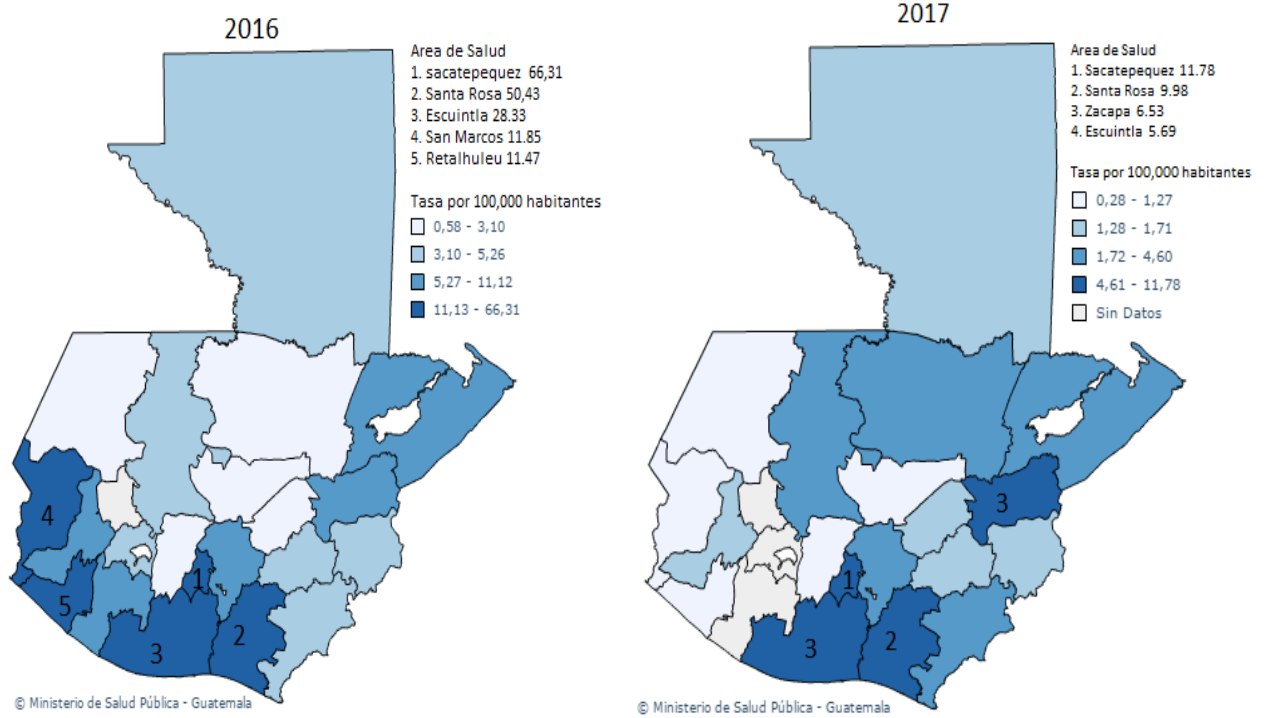 2016
Area de Salud
1. sacatepequez 66,31
2. Santa Rosa 50,43
3. Escuintla 28.33
4. San Marcos 11.85
5. Retalhuleu 11.47
Tasa por 100,000 habitantes
0,58 - 3,10
3,10 - 5,26
5,27 - 11,12
11,13 - 66,31
4
1
5
2
3
© Ministerio de Salud Pública - Guatemala
2017
Area de Salud
1. Sacatepequez 11.78
2. Santa Rosa 9.98
3. Zacapa 6.53
4. Escuintla 5.69
Tasa por 100,000 habitantes
0,28 - 1,27
1,28 - 1,71
1,72 - 4,60
4,61 - 11,78
Sin Datos
3
1
2
3
© Ministerio de Salud Pública - Guatemala